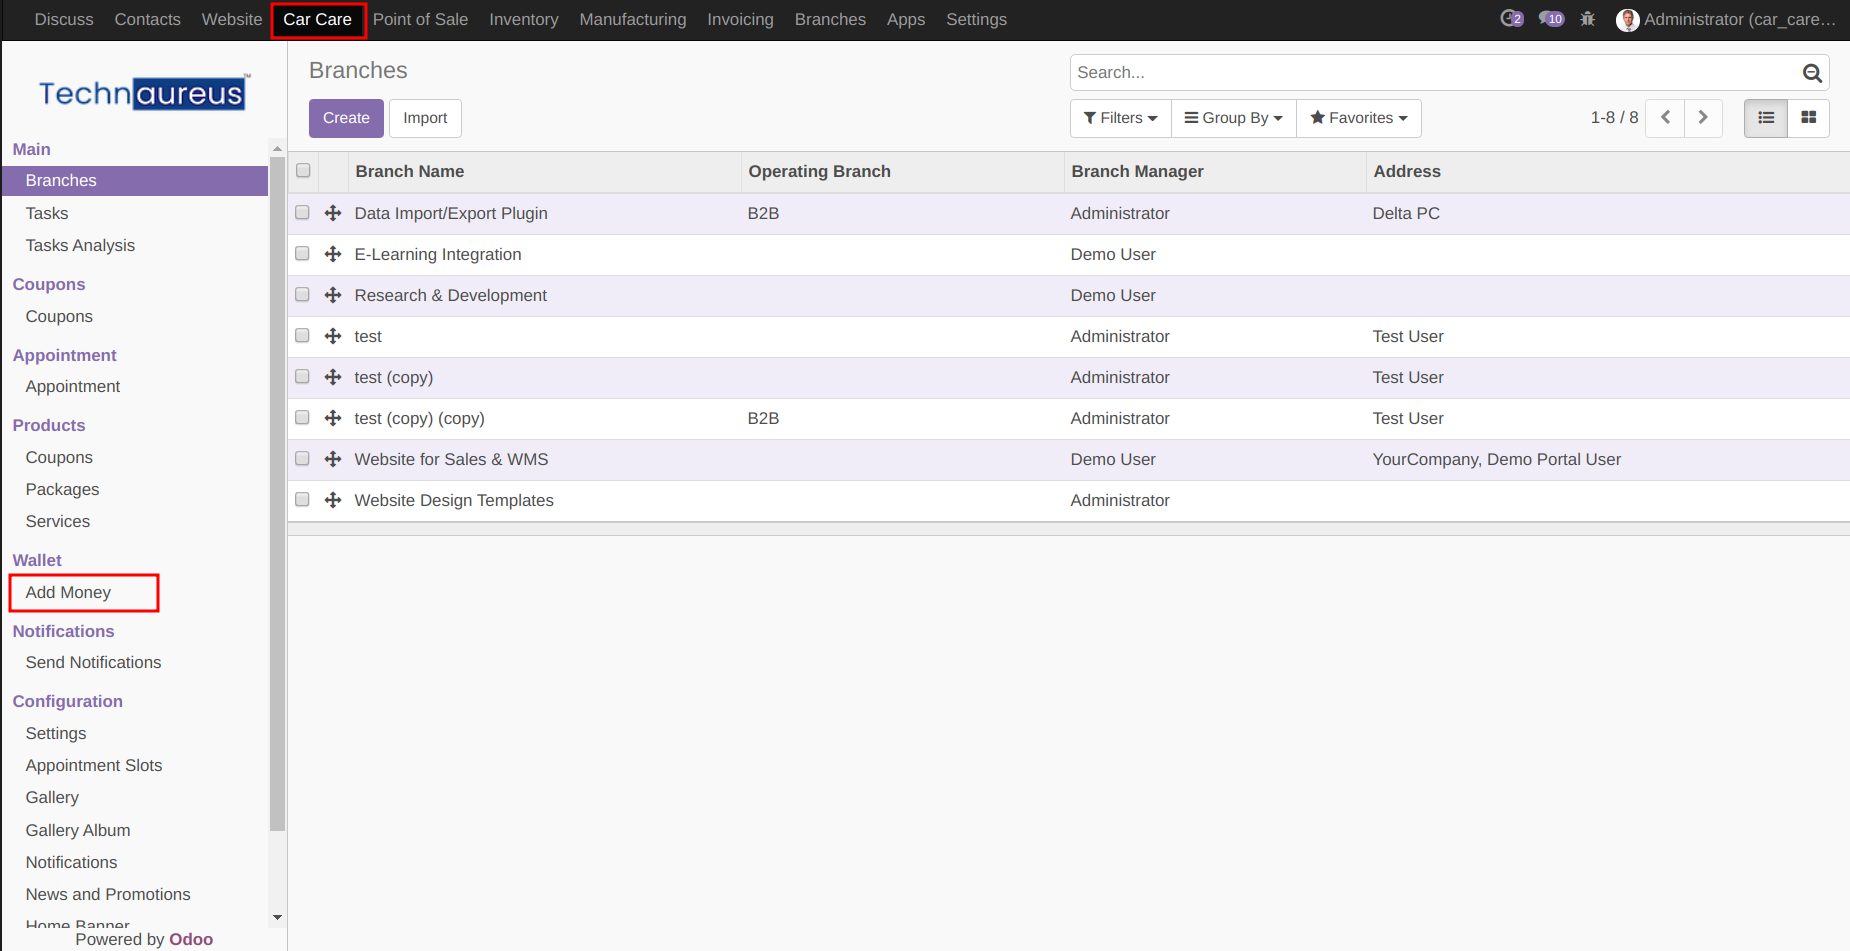 Discuss Contacts Website Car Care Point of Sale Inventory Manufacturing Invoicing Branches Apps Settings 2 10 Administrator (car_care...
Technaureus™
Main
Branches
Tasks
Tasks Analysis
Coupons
Coupons
Appointment
Appointment
Products
Coupons
Packages
Services
Wallet
Add Money
Notifications
Send Notifications
Configuration
Settings
Appointment Slots
Gallery
Gallery Album
Notifications
News and Promotions
Home Banner
Powered by Odoo
Branches
Search...
Create Import
Filters Group By Favorites 1-8 / 8
Branch Name Operating Branch Branch Manager Address
Data Import/Export Plugin B2B Administrator Delta PC
E-Learning Integration Demo User
Research & Development Demo User
test Administrator Test User
test (copy) Administrator Test User
test (copy) (copy) B2B Administrator Test User
Website for Sales & WMS Demo User YourCompany, Demo Portal User
Website Design Templates Administrator